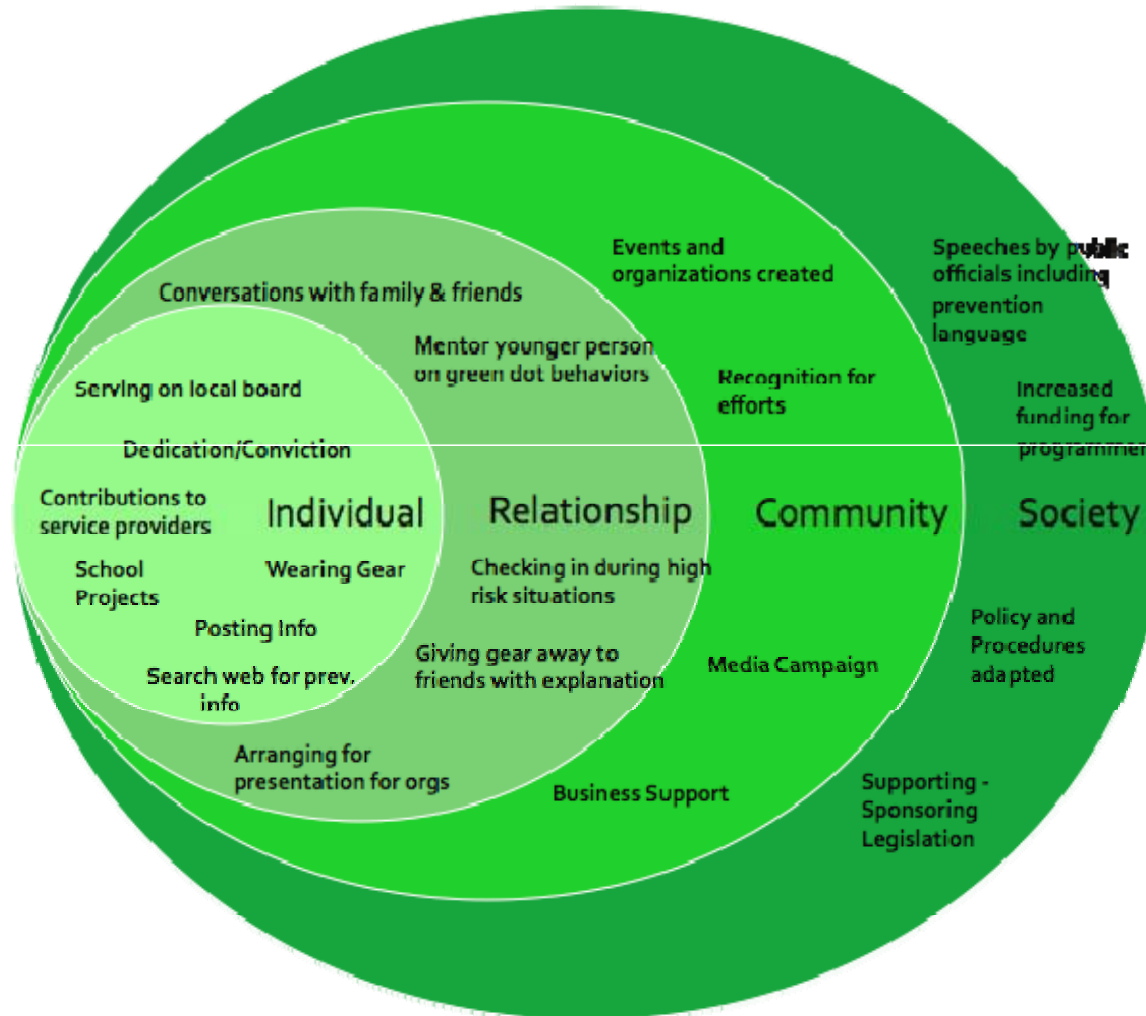 Events and
organizations created
Speeches by public
officials including
prevention
language
Conversations with family & friends
Mentor younger person
on green dot behaviors
Recognition for
efforts
Increased
funding for
programmer
Serving on local board
Dedication/Conviction
Contributions to
service providers
Individual
Relationship
Community
Society
School
Projects
Wearing Gear
Checking in during high
risk situations
Posting Info
Giving gear away to
friends with explanation
Media Campaign
Policy and
Procedures
adapted
Search web for prev.
info
Arranging for
presentation for orgs
Business Support
Supporting -
Sponsoring
Legislation